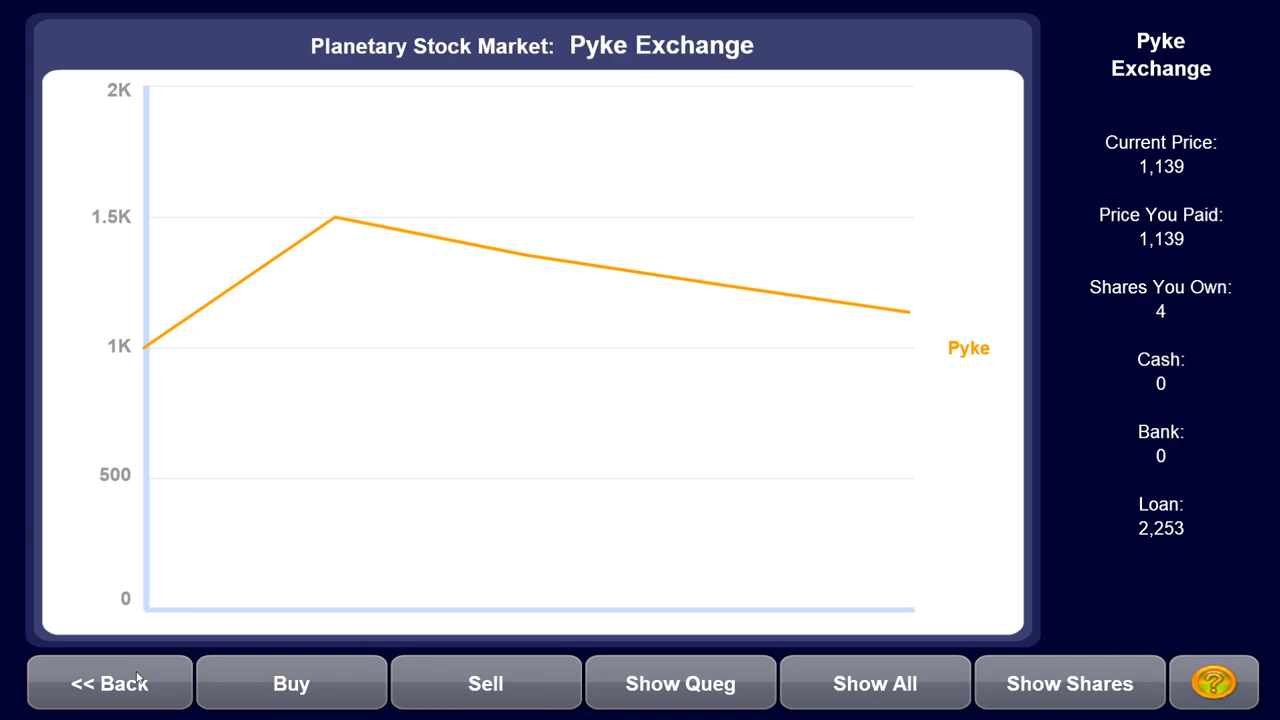 Planetary Stock Market: Pyke Exchange
2K
1.5K
1K
500
0
Pyke
Pyke
Exchange
Current Price:
1,139
Price You Paid:
1,139
Shares You Own:
4
Cash:
0
Bank:
0
Loan:
2,253
<< Back
Buy
Sell
Show Queg
Show All
Show Shares
?